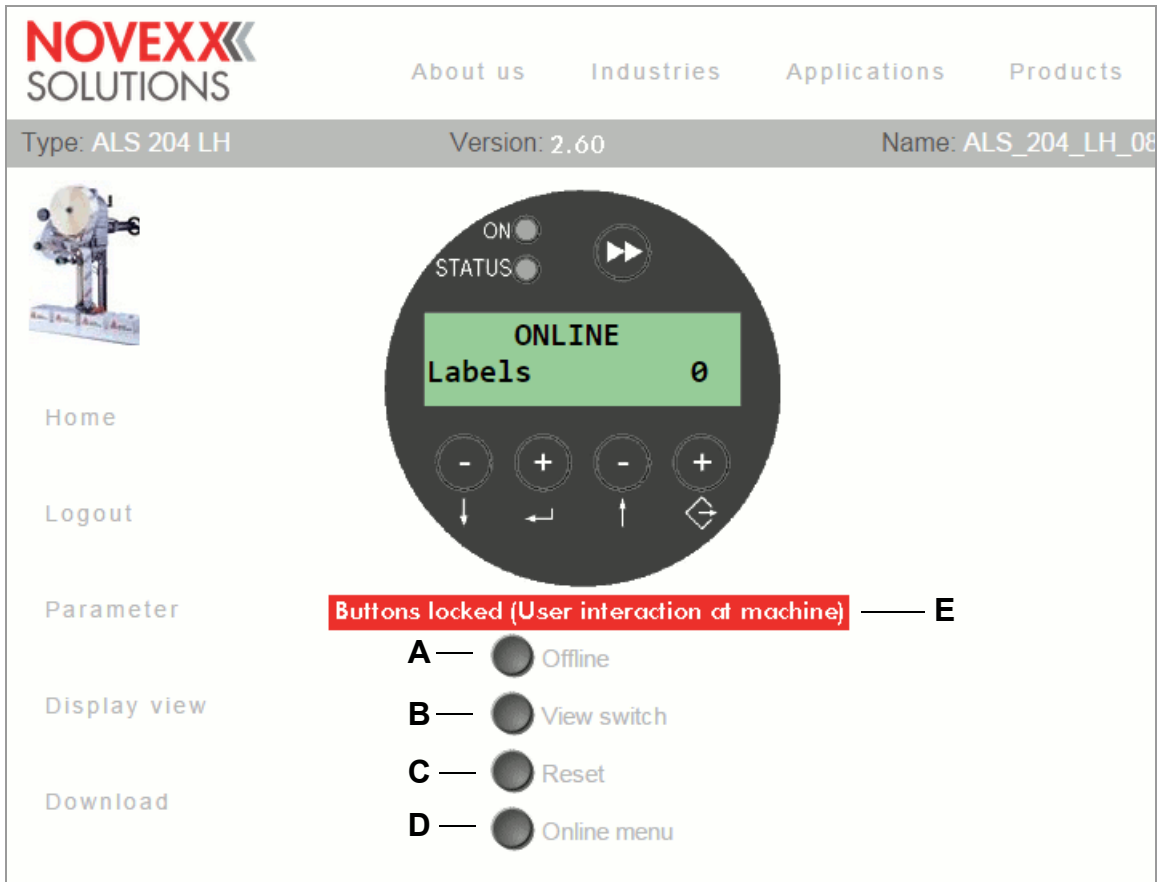 NOVEXX
SOLUTIONS
About us Industries Applications Products
Type: ALS 204 LH Version: 2.60 Name: ALS_204_LH_08
ON
STATUS
ONLINE
Labels 0
- + - +
Home
Logout
Parameter
Display view
Download
Buttons locked (User interaction at machine) E
A Offline
B View switch
C Reset
D Online menu